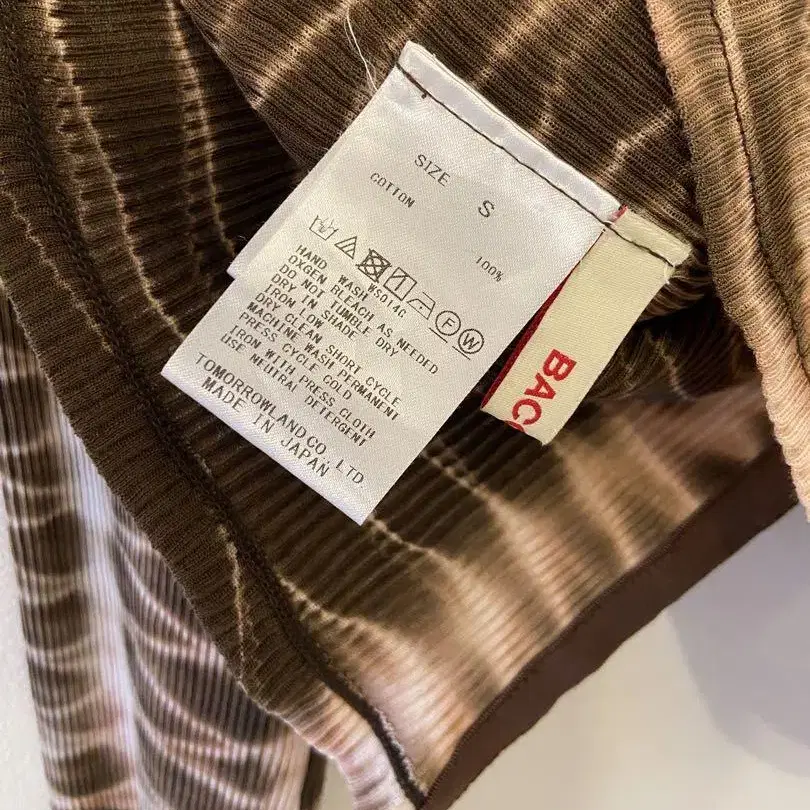 SIZE S
COTTON 100%
WS014C
HAND WASH
OXGEN BLEACH AS NEEDED
DO NOT TUMBLE DRY
DRY IN SHADE
IRON LOW
DRY CLEAN SHORT CYCLE
MACHINE WASH PERMANENT
PRESS CYCLE COLD
IRON WITH PRESS CLOTH
USE NEUTRAL DETERGENT
TOMORROWLAND CO., LTD
MADE IN JAPAN
F W
BAC